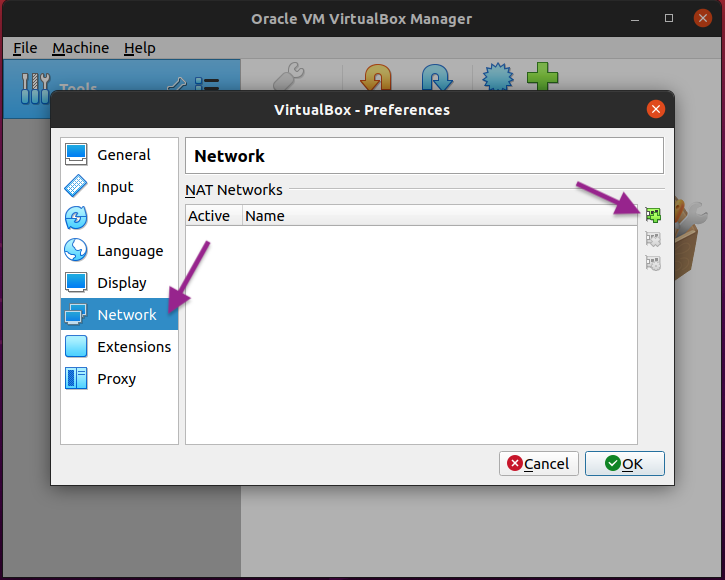 Oracle VM VirtualBox Manager
File Machine Help
Tools
VirtualBox - Preferences
General
Input
Update
Language
Display
Network
Extensions
Proxy
Network
NAT Networks
Active Name
Cancel OK